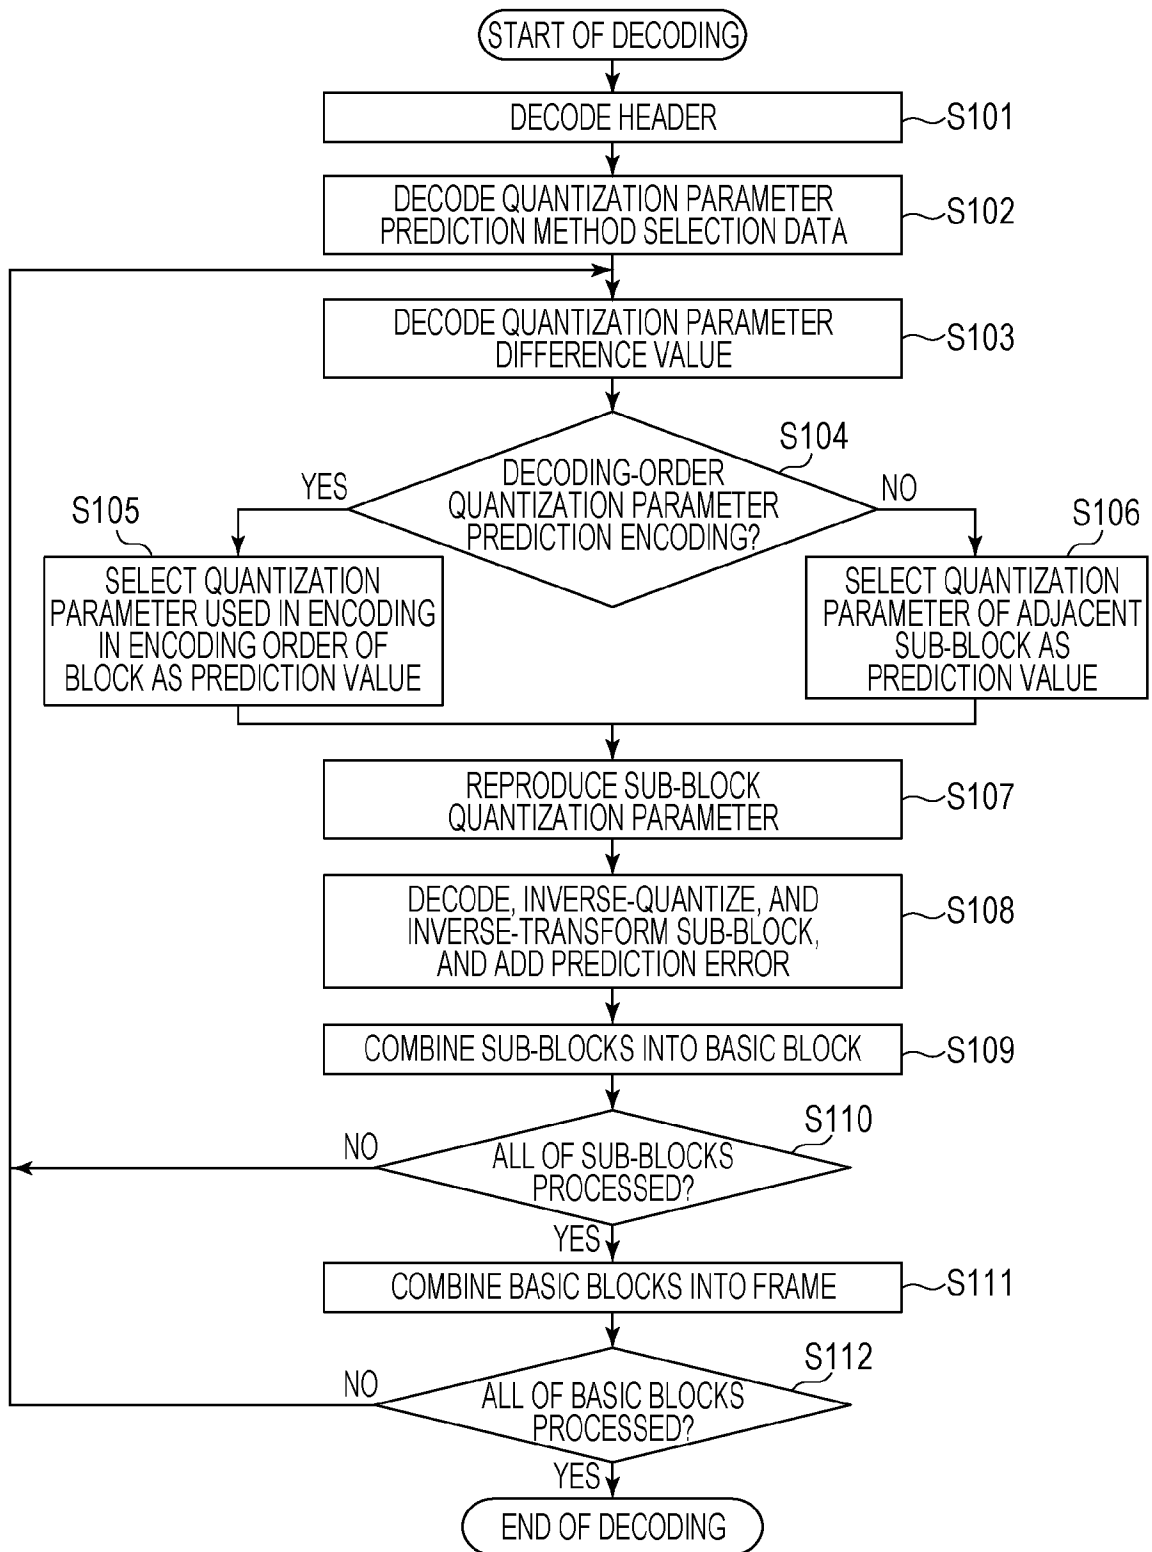 START OF DECODING
DECODE HEADER
S101
DECODE QUANTIZATION PARAMETER
PREDICTION METHOD SELECTION DATA
S102
DECODE QUANTIZATION PARAMETER
DIFFERENCE VALUE
S103
S104
DECODING-ORDER
QUANTIZATION PARAMETER
PREDICTION ENCODING?
YES
NO
S105
SELECT QUANTIZATION
PARAMETER USED IN ENCODING
IN ENCODING ORDER OF
BLOCK AS PREDICTION VALUE
S106
SELECT QUANTIZATION
PARAMETER OF ADJACENT
SUB-BLOCK AS
PREDICTION VALUE
REPRODUCE SUB-BLOCK
QUANTIZATION PARAMETER
S107
DECODE, INVERSE-QUANTIZE, AND
INVERSE-TRANSFORM SUB-BLOCK,
AND ADD PREDICTION ERROR
S108
COMBINE SUB-BLOCKS INTO BASIC BLOCK
S109
S110
NO
ALL OF SUB-BLOCKS
PROCESSED?
YES
COMBINE BASIC BLOCKS INTO FRAME
S111
S112
NO
ALL OF BASIC BLOCKS
PROCESSED?
YES
END OF DECODING